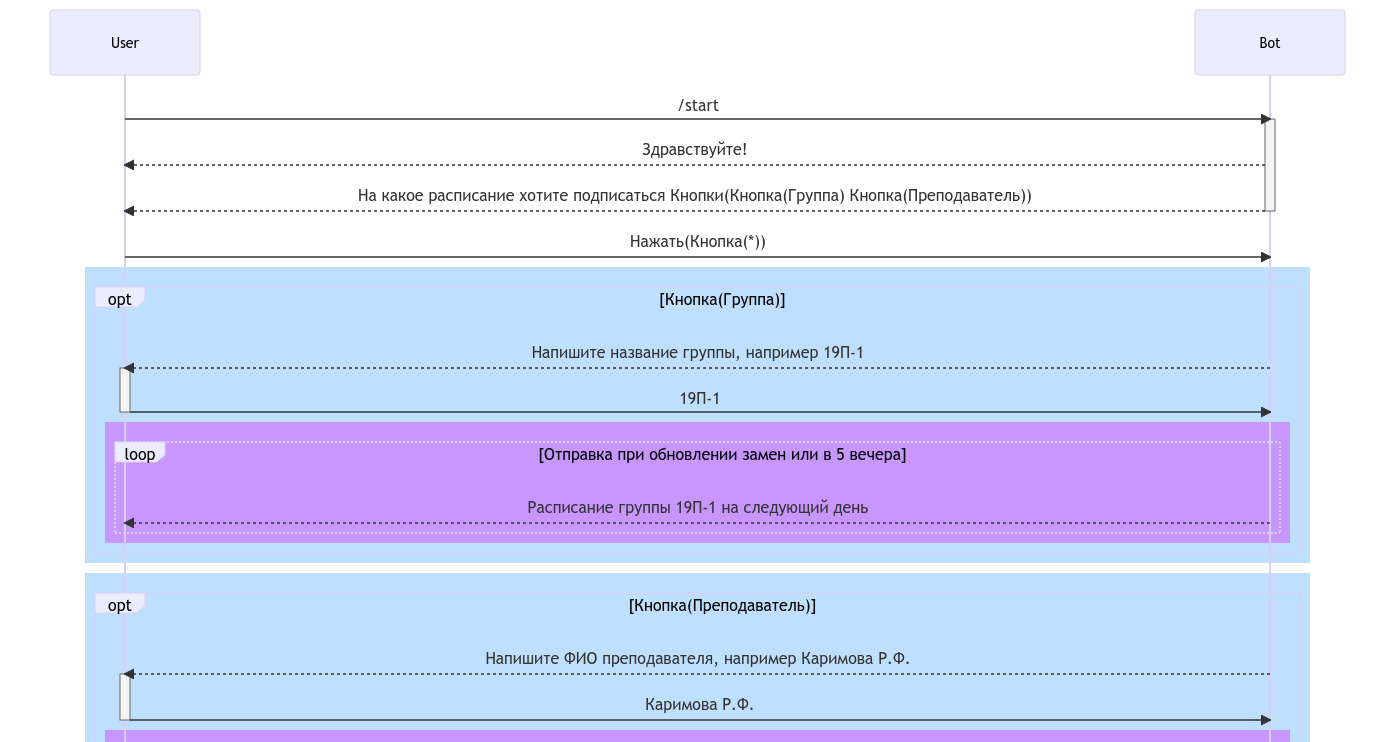 User
Bot
/start
Здравствуйте!
На какое расписание хотите подписаться Кнопки(Кнопка(Группа) Кнопка(Преподаватель))
Нажать(Кнопка(*))
opt
[Кнопка(Группа)]
Напишите название группы, например 19П-1
19П-1
loop
[Отправка при обновлении замен или в 5 вечера]
Расписание группы 19П-1 на следующий день
opt
[Кнопка(Преподаватель)]
Напишите ФИО преподавателя, например Каримова Р.Ф.
Каримова Р.Ф.